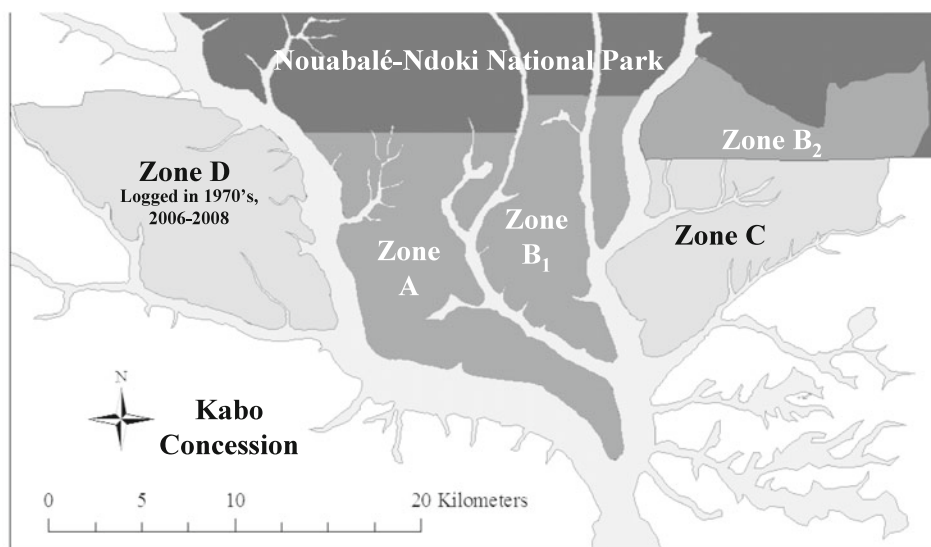 Nouabalé-Ndoki National Park
Zone B₂
Zone D
Logged in 1970's,
2006-2008
Zone C
Zone
A
Zone
B₁
N
Kabo
Concession
0 5 10 20 Kilometers